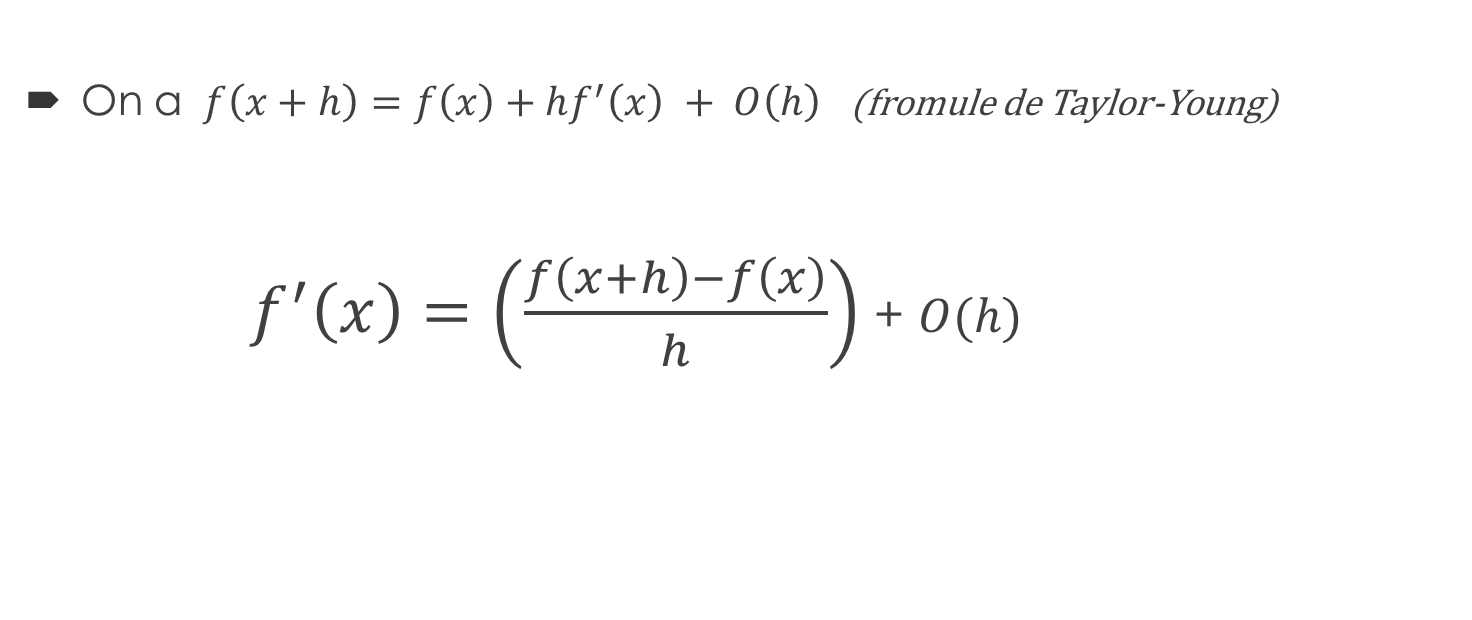 On a f(x + h) = f(x) + hf'(x) + O(h) (fromule de Taylor-Young)
f'(x) = (f(x+h)−f(x) / h) + O(h)